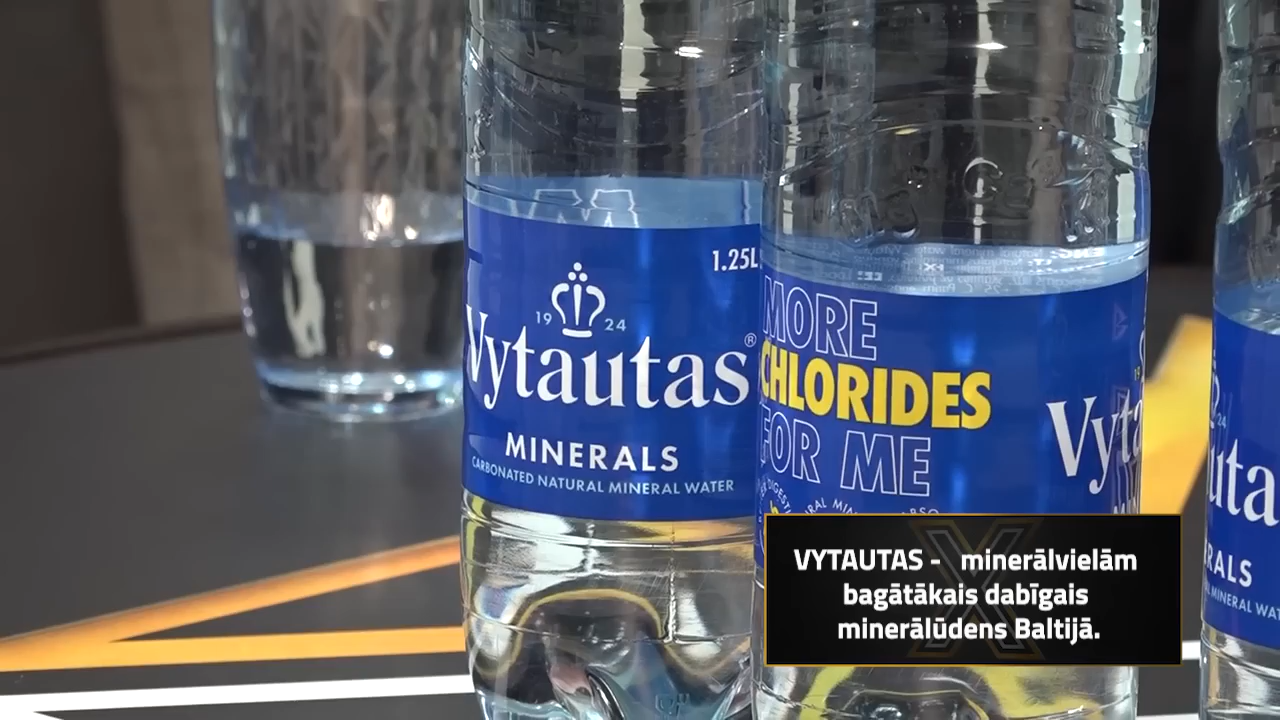 1.25L
19 24
Vytautas®
MINERALS
CARBONATED NATURAL MINERAL WATER
MORE
CHLORIDES
FOR ME
Vyta
uta
RALS
MINERAL WAT
VYTAUTAS - minerālvielām
bagātākais dabīgais
minerālūdens Baltijā.